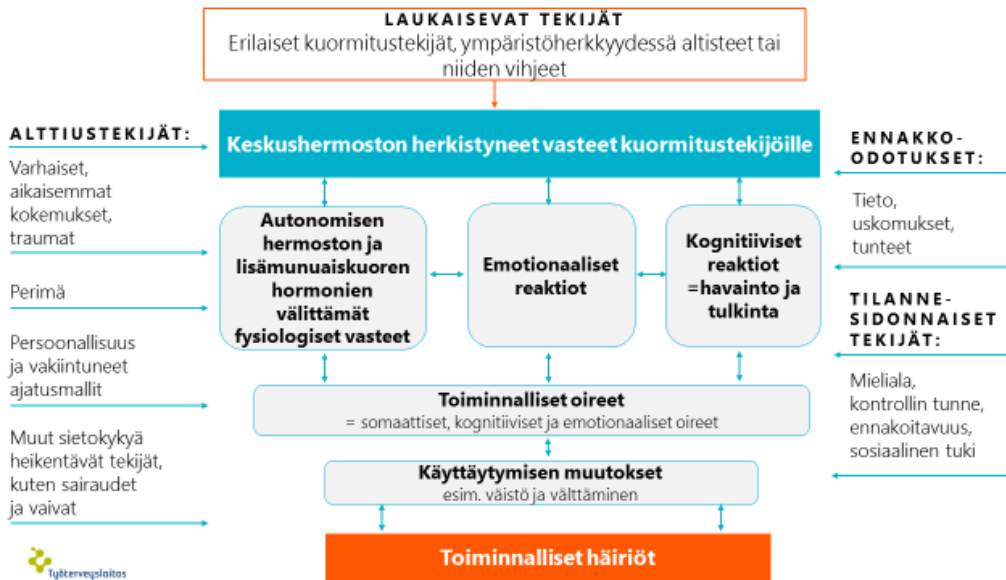 LAUKAISEVAT TEKIJÄT
Erilaiset kuormitustekijät, ympäristöherkkyydessä altisteet tai
niiden vihjeet
Keskushermoston herkistyneet vasteet kuormitustekijöille
ALTTIUSTEKIJÄT:
Varhaiset,
aikaisemmat
kokemukset,
traumat
Perimä
Persoonallisuus
ja vakiintuneet
ajatusmallit
Muut sietokykyä
heikentävät tekijät,
kuten sairaudet
ja vaivat
Autonomisen
hermoston ja
lisämunuaiskuoren
hormonien
välittämät
fysiologiset vasteet
Emotionaaliset
reaktiot
Kognitiiviset
reaktiot
=havainto ja
tulkinta
ENNAKKO-
ODOTUKSET:
Tieto,
uskomukset,
tunteet
TILANNE-
SIDONNAISET
TEKIJÄT:
Mieliala,
kontrollin tunne,
ennakoitavuus,
sosiaalinen tuki
Toiminnalliset oireet
= somaattiset, kognitiiviset ja emotionaaliset oireet
Käyttäytymisen muutokset
esim. väistö ja välttäminen
Toiminnalliset häiriöt
Työterveyslaitos